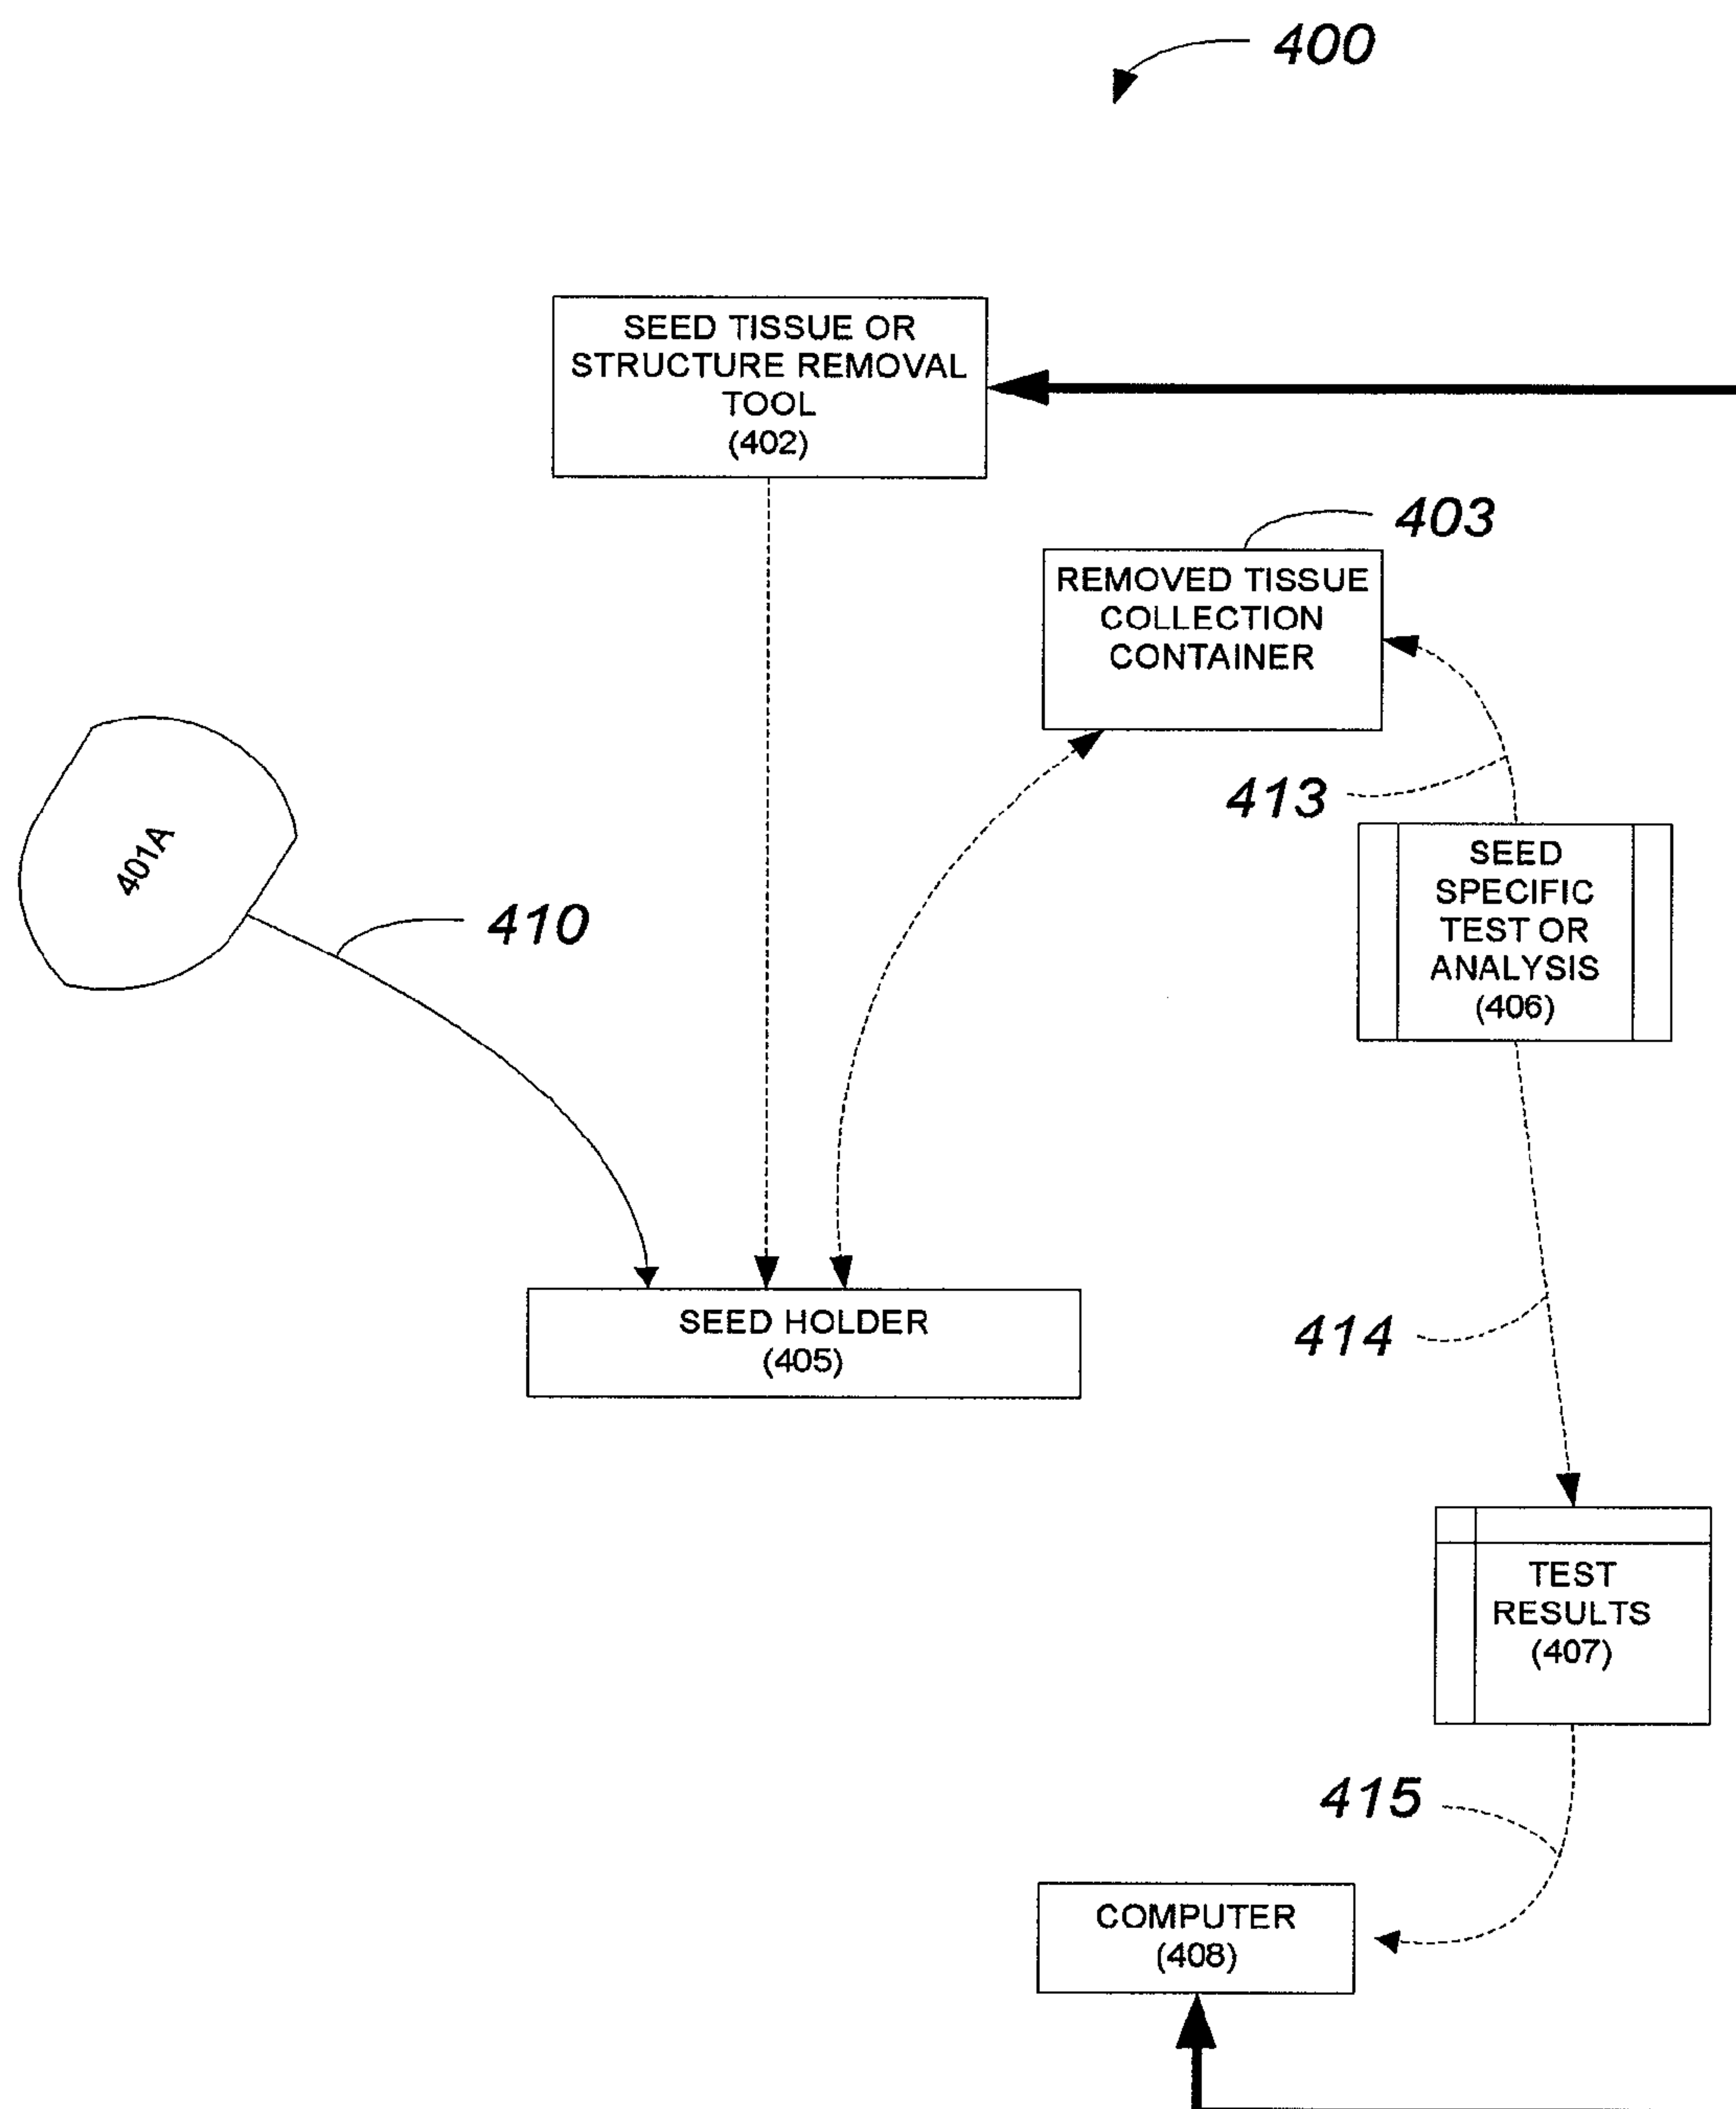 400
SEED TISSUE OR
STRUCTURE REMOVAL
TOOL
(402)
403
REMOVED TISSUE
COLLECTION
CONTAINER
413
401A
410
SEED
SPECIFIC
TEST OR
ANALYSIS
(406)
SEED HOLDER
(405)
414
TEST
RESULTS
(407)
415
COMPUTER
(408)